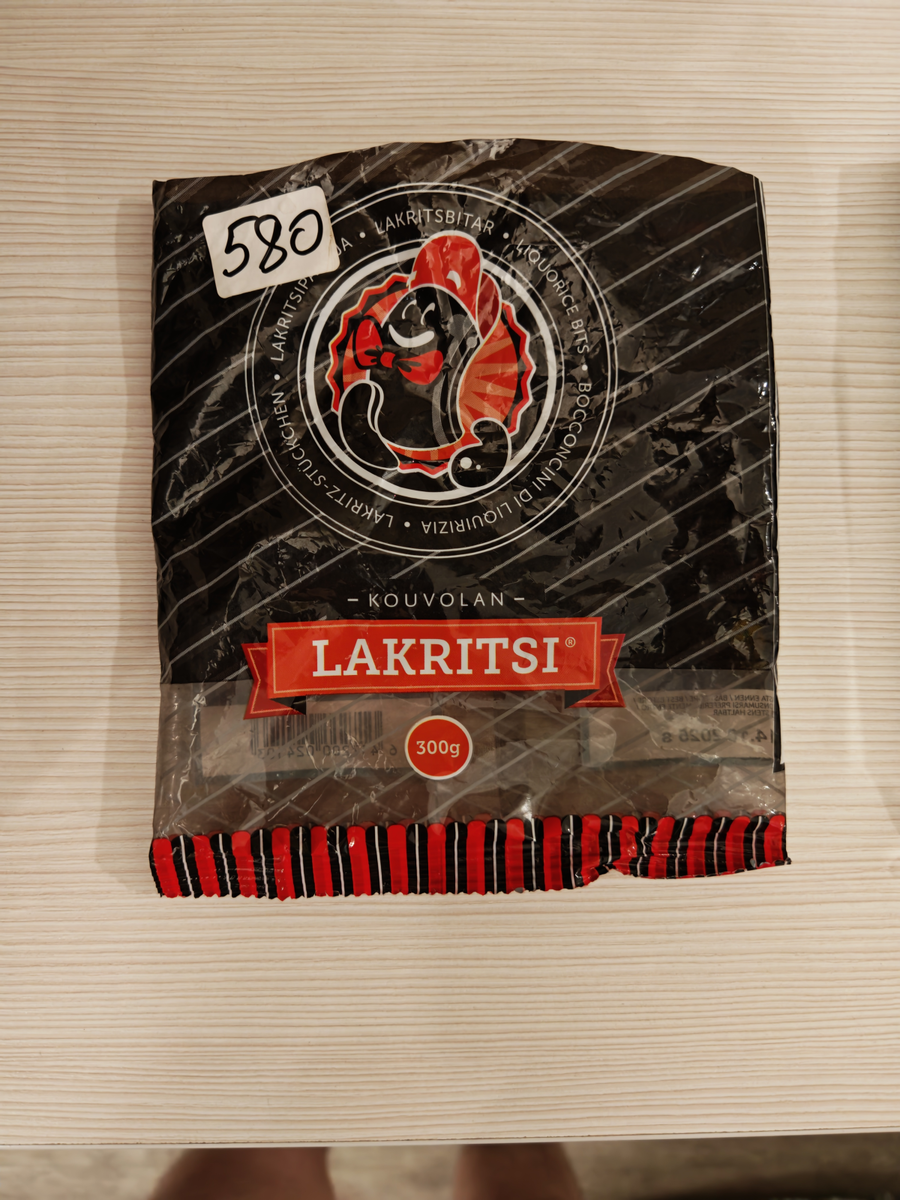 580
LAKRITSBITAR • LIQUORICE BITS • BOCCONCINI DI LIQUIRIZIA • LAKRITZ-STÜCKCHEN •
– KOUVOLAN –
LAKRITSI®
300g